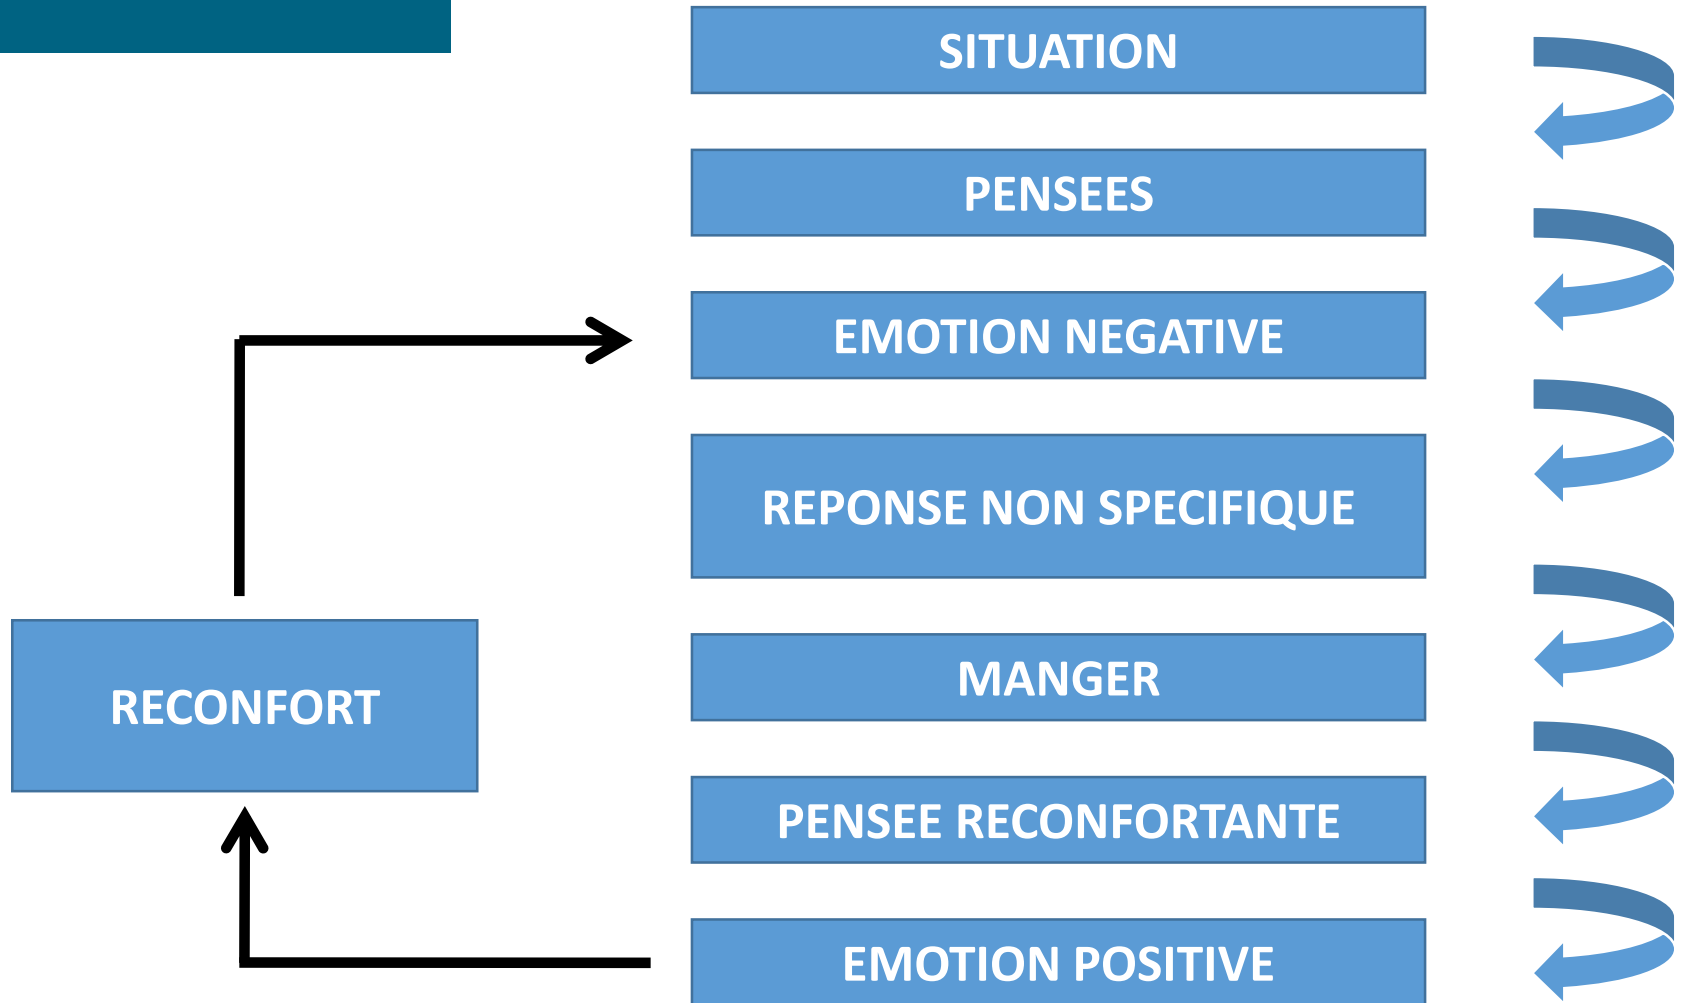 SITUATION
PENSEES
EMOTION NEGATIVE
REPONSE NON SPECIFIQUE
MANGER
RECONFORT
PENSEE RECONFORTANTE
EMOTION POSITIVE